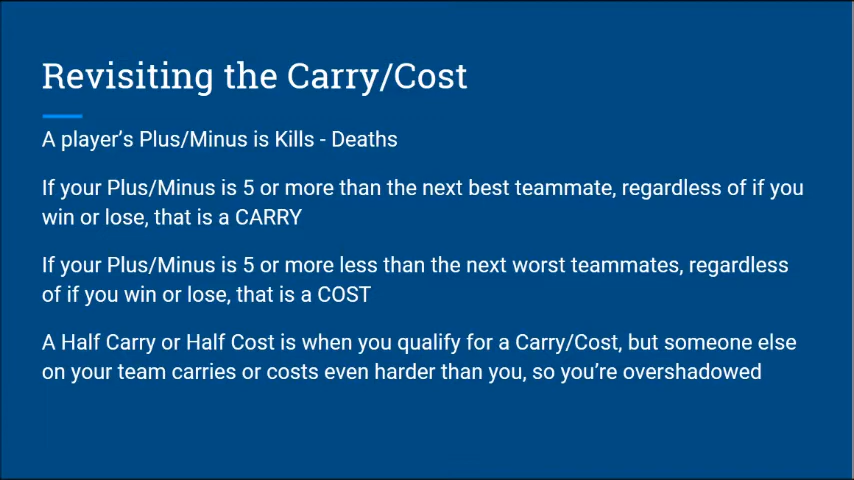 Revisiting the Carry/Cost
A player's Plus/Minus is Kills - Deaths
If your Plus/Minus is 5 or more than the next best teammate, regardless of if you
win or lose, that is a CARRY
If your Plus/Minus is 5 or more less than the next worst teammates, regardless
of if you win or lose, that is a COST
A Half Carry or Half Cost is when you qualify for a Carry/Cost, but someone else
on your team carries or costs even harder than you, so you're overshadowed